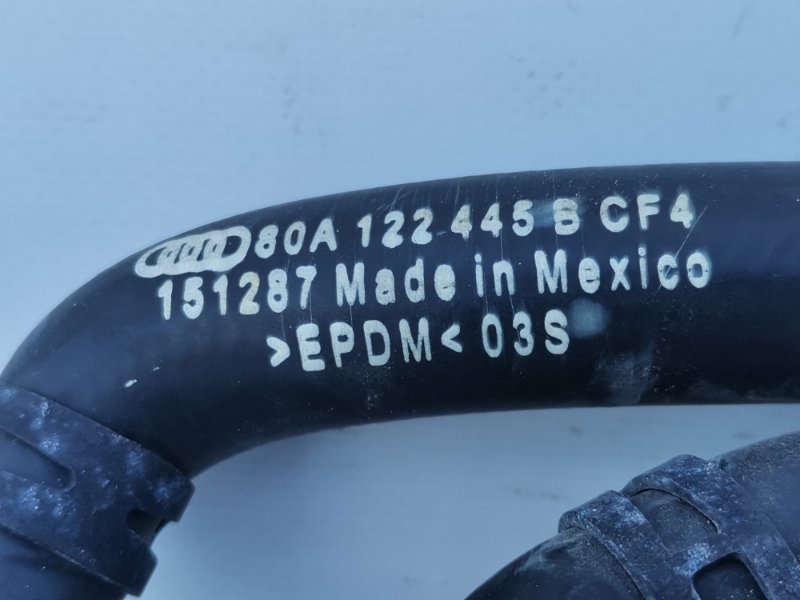 80A 122 445 B CF4
151287 Made in Mexico
>EPDM< 03S